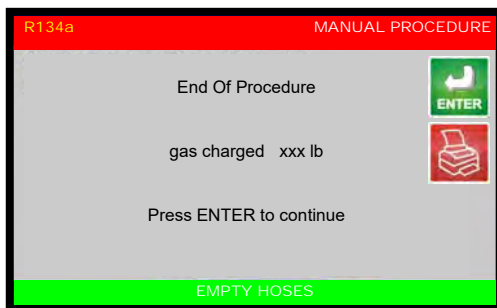 R134a MANUAL PROCEDURE
End Of Procedure
ENTER
gas charged xxx lb
Press ENTER to continue
EMPTY HOSES